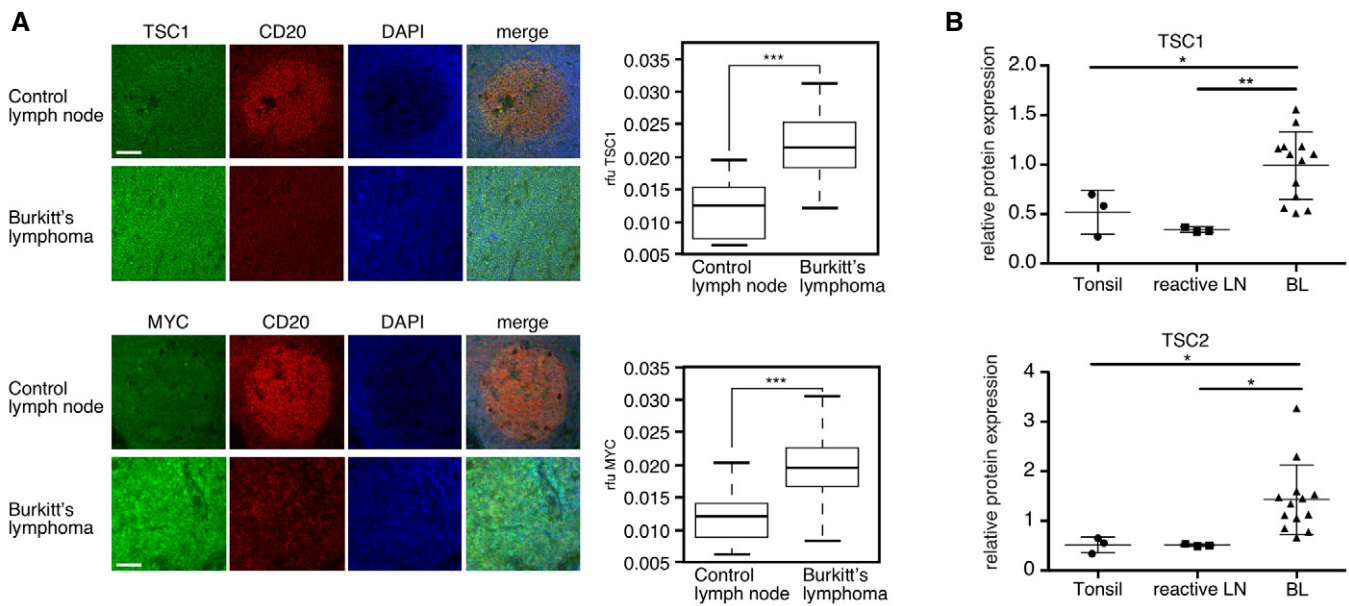 A
TSC1 CD20 DAPI merge
Control
lymph node
Burkitt's
lymphoma
rfu TSC1
0.035
0.030
0.025
0.020
0.015
0.010
0.005
***
Control
lymph node
Burkitt's
lymphoma
MYC CD20 DAPI merge
Control
lymph node
Burkitt's
lymphoma
rfu MYC
0.035
0.030
0.025
0.020
0.015
0.010
0.005
***
Control
lymph node
Burkitt's
lymphoma
B
TSC1
relative protein expression
2.0
1.5
1.0
0.5
0.0
*
**
Tonsil reactive LN BL
TSC2
relative protein expression
4
3
2
1
0
*
*
Tonsil reactive LN BL